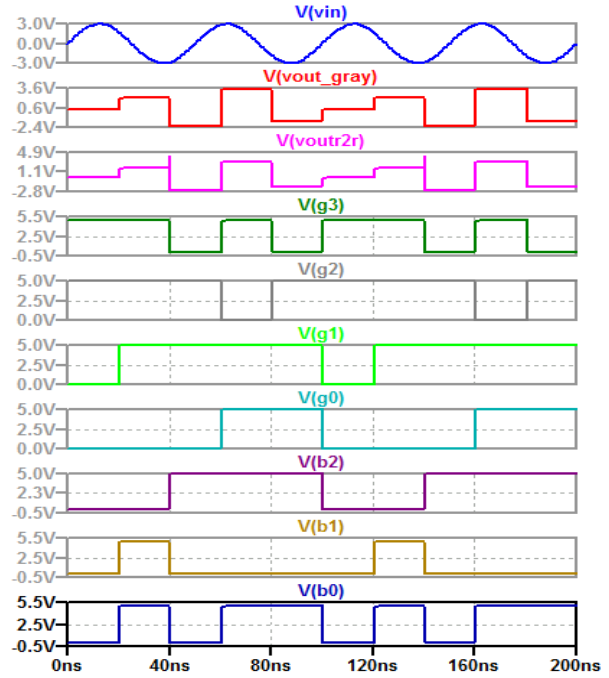 V(vin)
3.0V
0.0V
-3.0V
V(vout_gray)
3.6V
0.6V
-2.4V
V(voutr2r)
4.9V
1.1V
-2.8V
V(g3)
5.5V
2.5V
-0.5V
V(g2)
5.0V
2.5V
0.0V
V(g1)
5.0V
2.5V
0.0V
V(g0)
5.0V
2.5V
0.0V
V(b2)
5.0V
2.3V
-0.5V
V(b1)
5.5V
2.5V
-0.5V
V(b0)
5.5V
2.5V
-0.5V
0ns 40ns 80ns 120ns 160ns 200ns